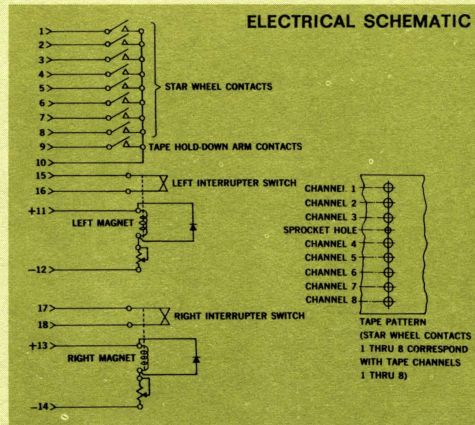 ELECTRICAL SCHEMATIC
1
2
3
4
5
6
7
8
9
10
STAR WHEEL CONTACTS
TAPE HOLD-DOWN ARM CONTACTS
15
16
LEFT INTERRUPTER SWITCH
+11
LEFT MAGNET
-12
17
18
RIGHT INTERRUPTER SWITCH
+13
RIGHT MAGNET
-14
CHANNEL 1
CHANNEL 2
CHANNEL 3
SPROCKET HOLE
CHANNEL 4
CHANNEL 5
CHANNEL 6
CHANNEL 7
CHANNEL 8
TAPE PATTERN
(STAR WHEEL CONTACTS
1 THRU 8 CORRESPOND
WITH TAPE CHANNELS
1 THRU 8)